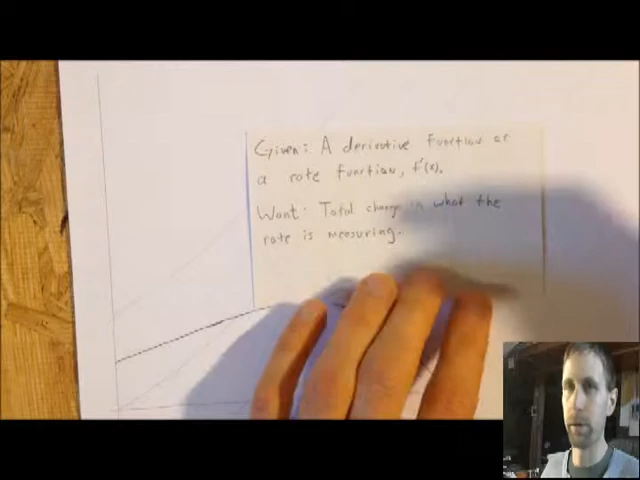 Given: A derivative function or
a rate function, f'(x).
Want: Total change in what the
rate is measuring.